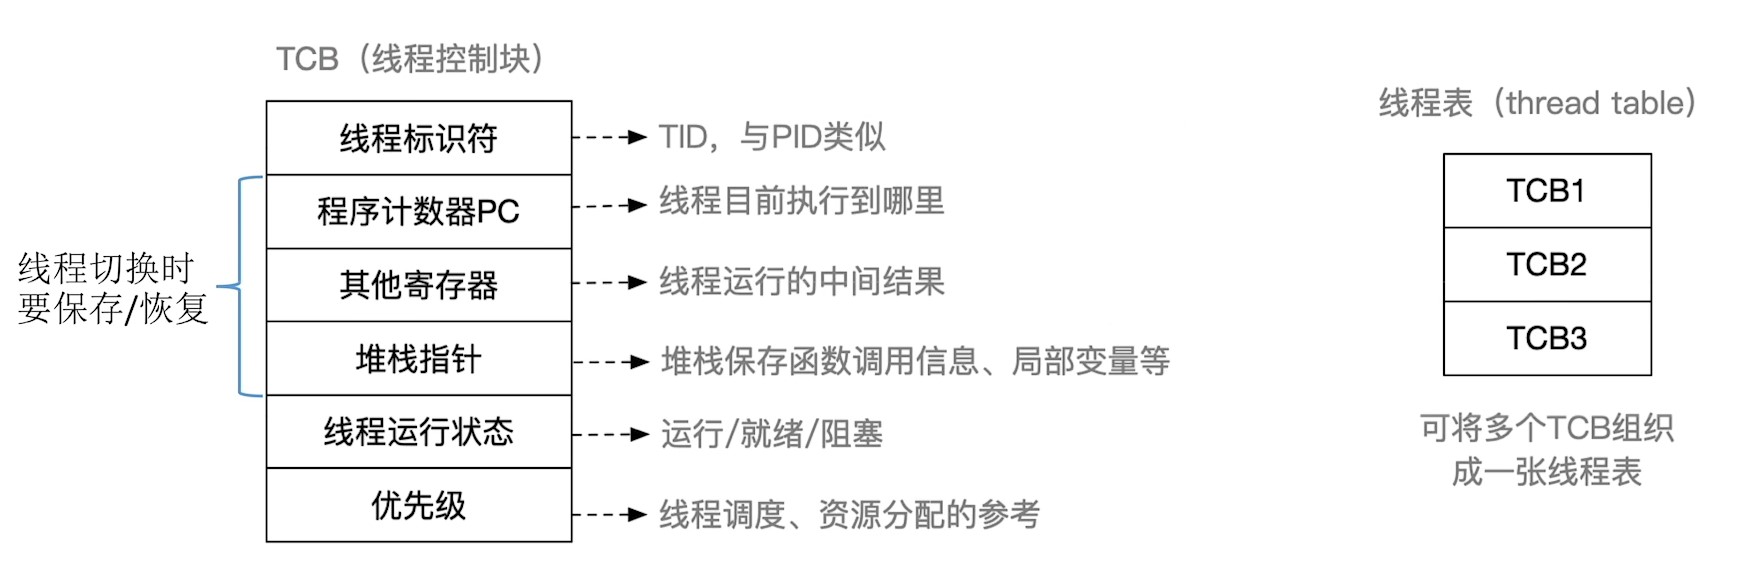 TCB（线程控制块）
线程标识符
TID，与PID类似
程序计数器PC
线程目前执行到哪里
线程切换时
要保存/恢复
其他寄存器
线程运行的中间结果
堆栈指针
堆栈保存函数调用信息、局部变量等
线程运行状态
运行/就绪/阻塞
优先级
线程调度、资源分配的参考
线程表（thread table）
TCB1
TCB2
TCB3
可将多个TCB组织
成一张线程表